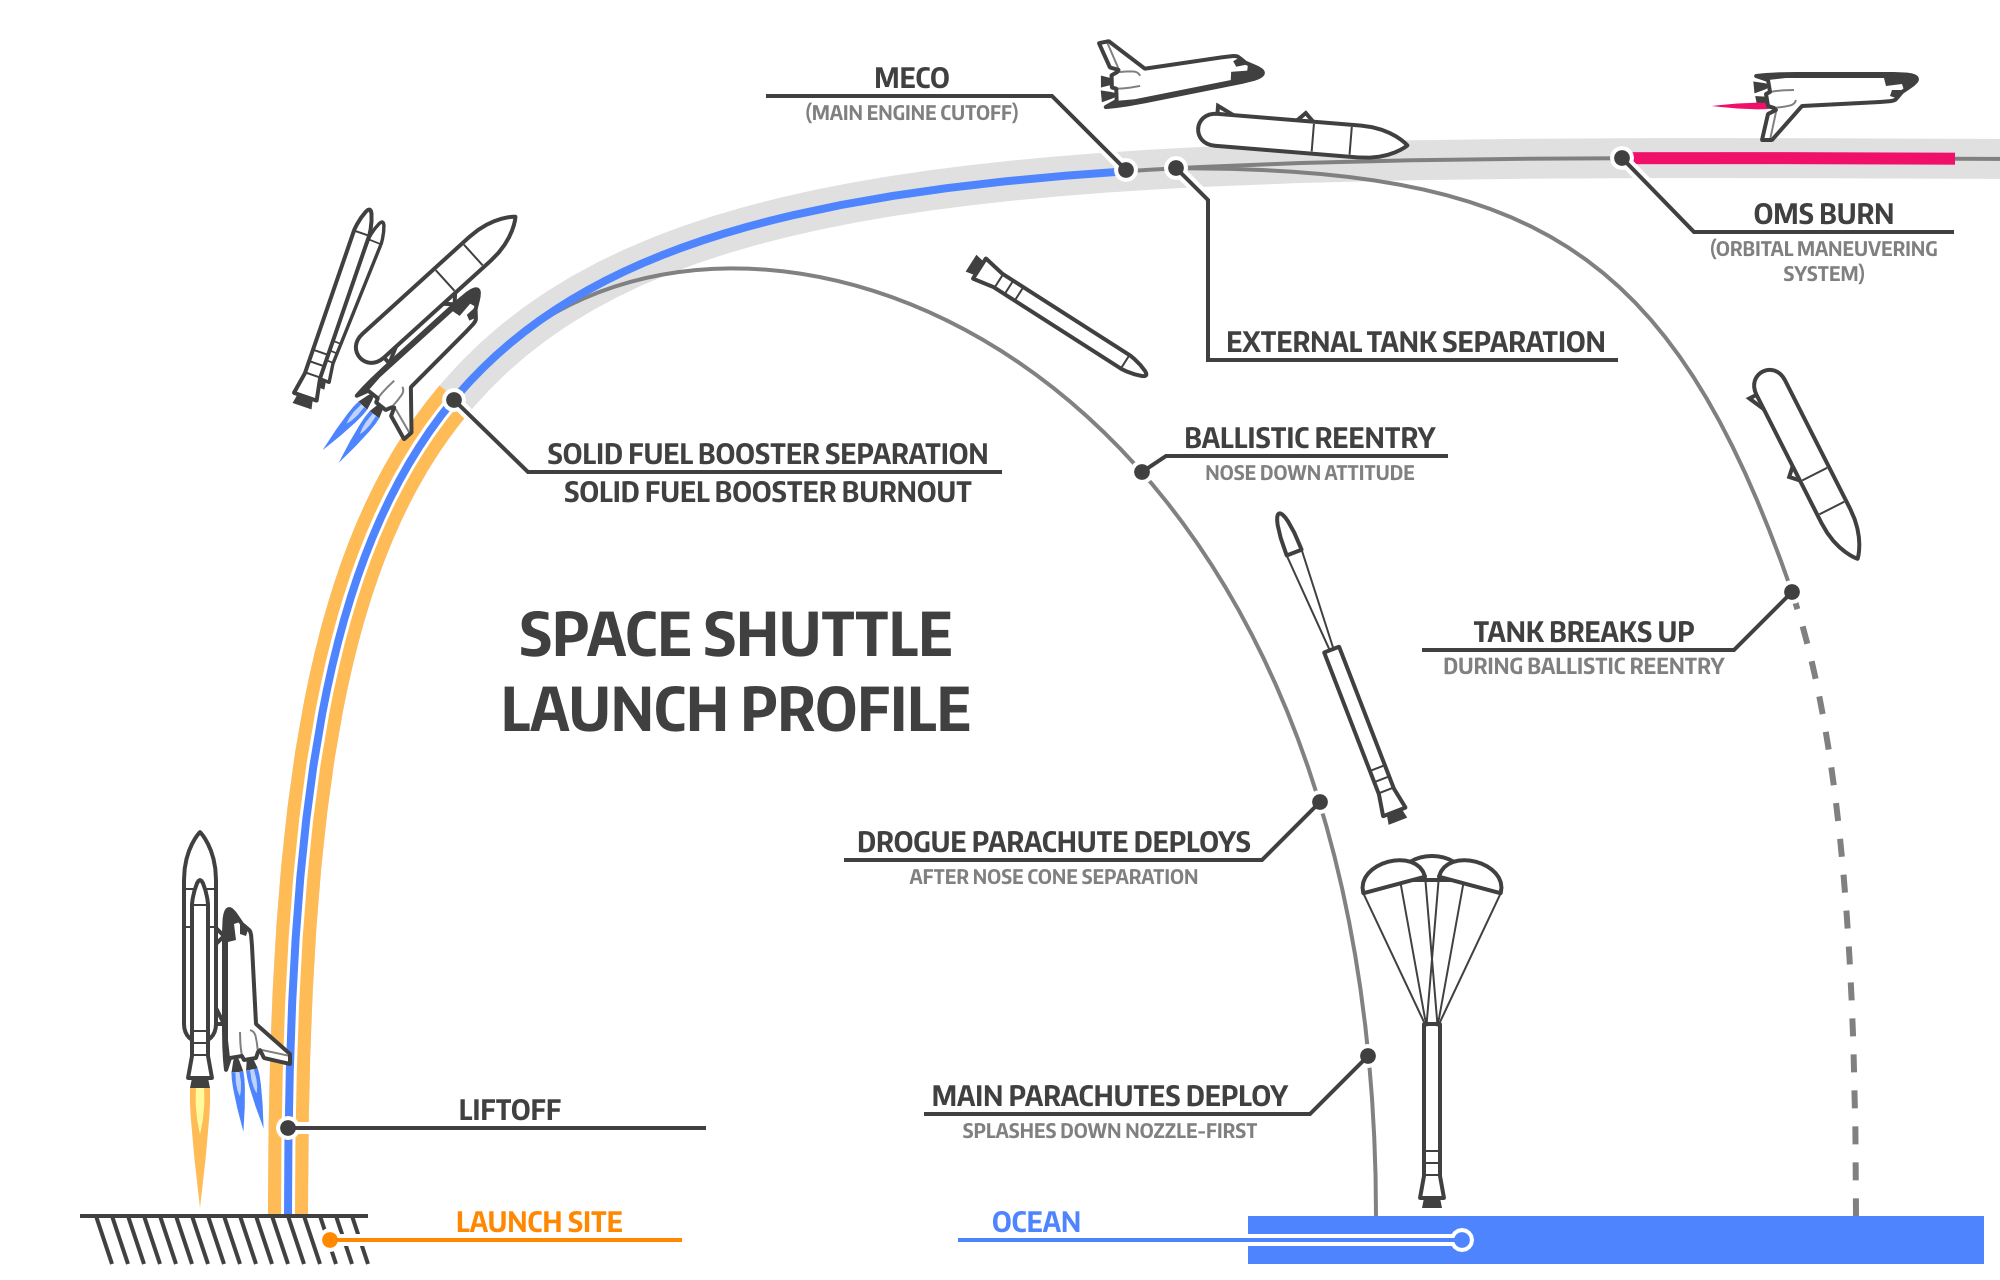 MECO
(MAIN ENGINE CUTOFF)
OMS BURN
(ORBITAL MANEUVERING
SYSTEM)
EXTERNAL TANK SEPARATION
SOLID FUEL BOOSTER SEPARATION
SOLID FUEL BOOSTER BURNOUT
BALLISTIC REENTRY
NOSE DOWN ATTITUDE
SPACE SHUTTLE
LAUNCH PROFILE
TANK BREAKS UP
DURING BALLISTIC REENTRY
DROGUE PARACHUTE DEPLOYS
AFTER NOSE CONE SEPARATION
MAIN PARACHUTES DEPLOY
SPLASHES DOWN NOZZLE-FIRST
LIFTOFF
LAUNCH SITE
OCEAN